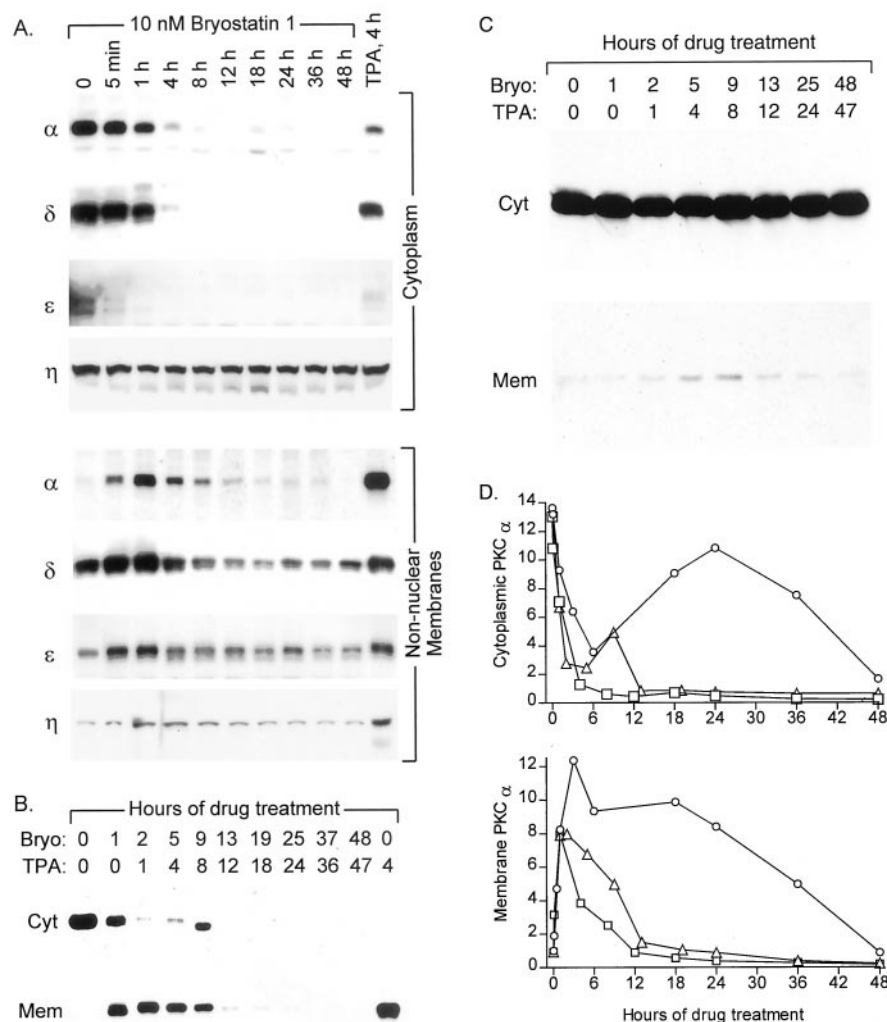 A.
10 nM Bryostatin 1
0 5 min 1 h 4 h 8 h 12 h 18 h 24 h 36 h 48 h TPA, 4 h
α
δ
ε
η
Cytoplasm
α
δ
ε
η
Non-nuclear
Membranes
B.
Hours of drug treatment
Bryo: 0 1 2 5 9 13 19 25 37 48 0
TPA: 0 0 1 4 8 12 18 24 36 47 4
Cyt
Mem
C
Hours of drug treatment
Bryo: 0 1 2 5 9 13 25 48
TPA: 0 0 1 4 8 12 24 47
Cyt
Mem
D.
Cytoplasmic PKC α
14
12
10
8
6
4
2
0
0 6 12 18 24 30 36 42 48
Membrane PKC α
12
10
8
6
4
2
0
0 6 12 18 24 30 36 42 48
Hours of drug treatment